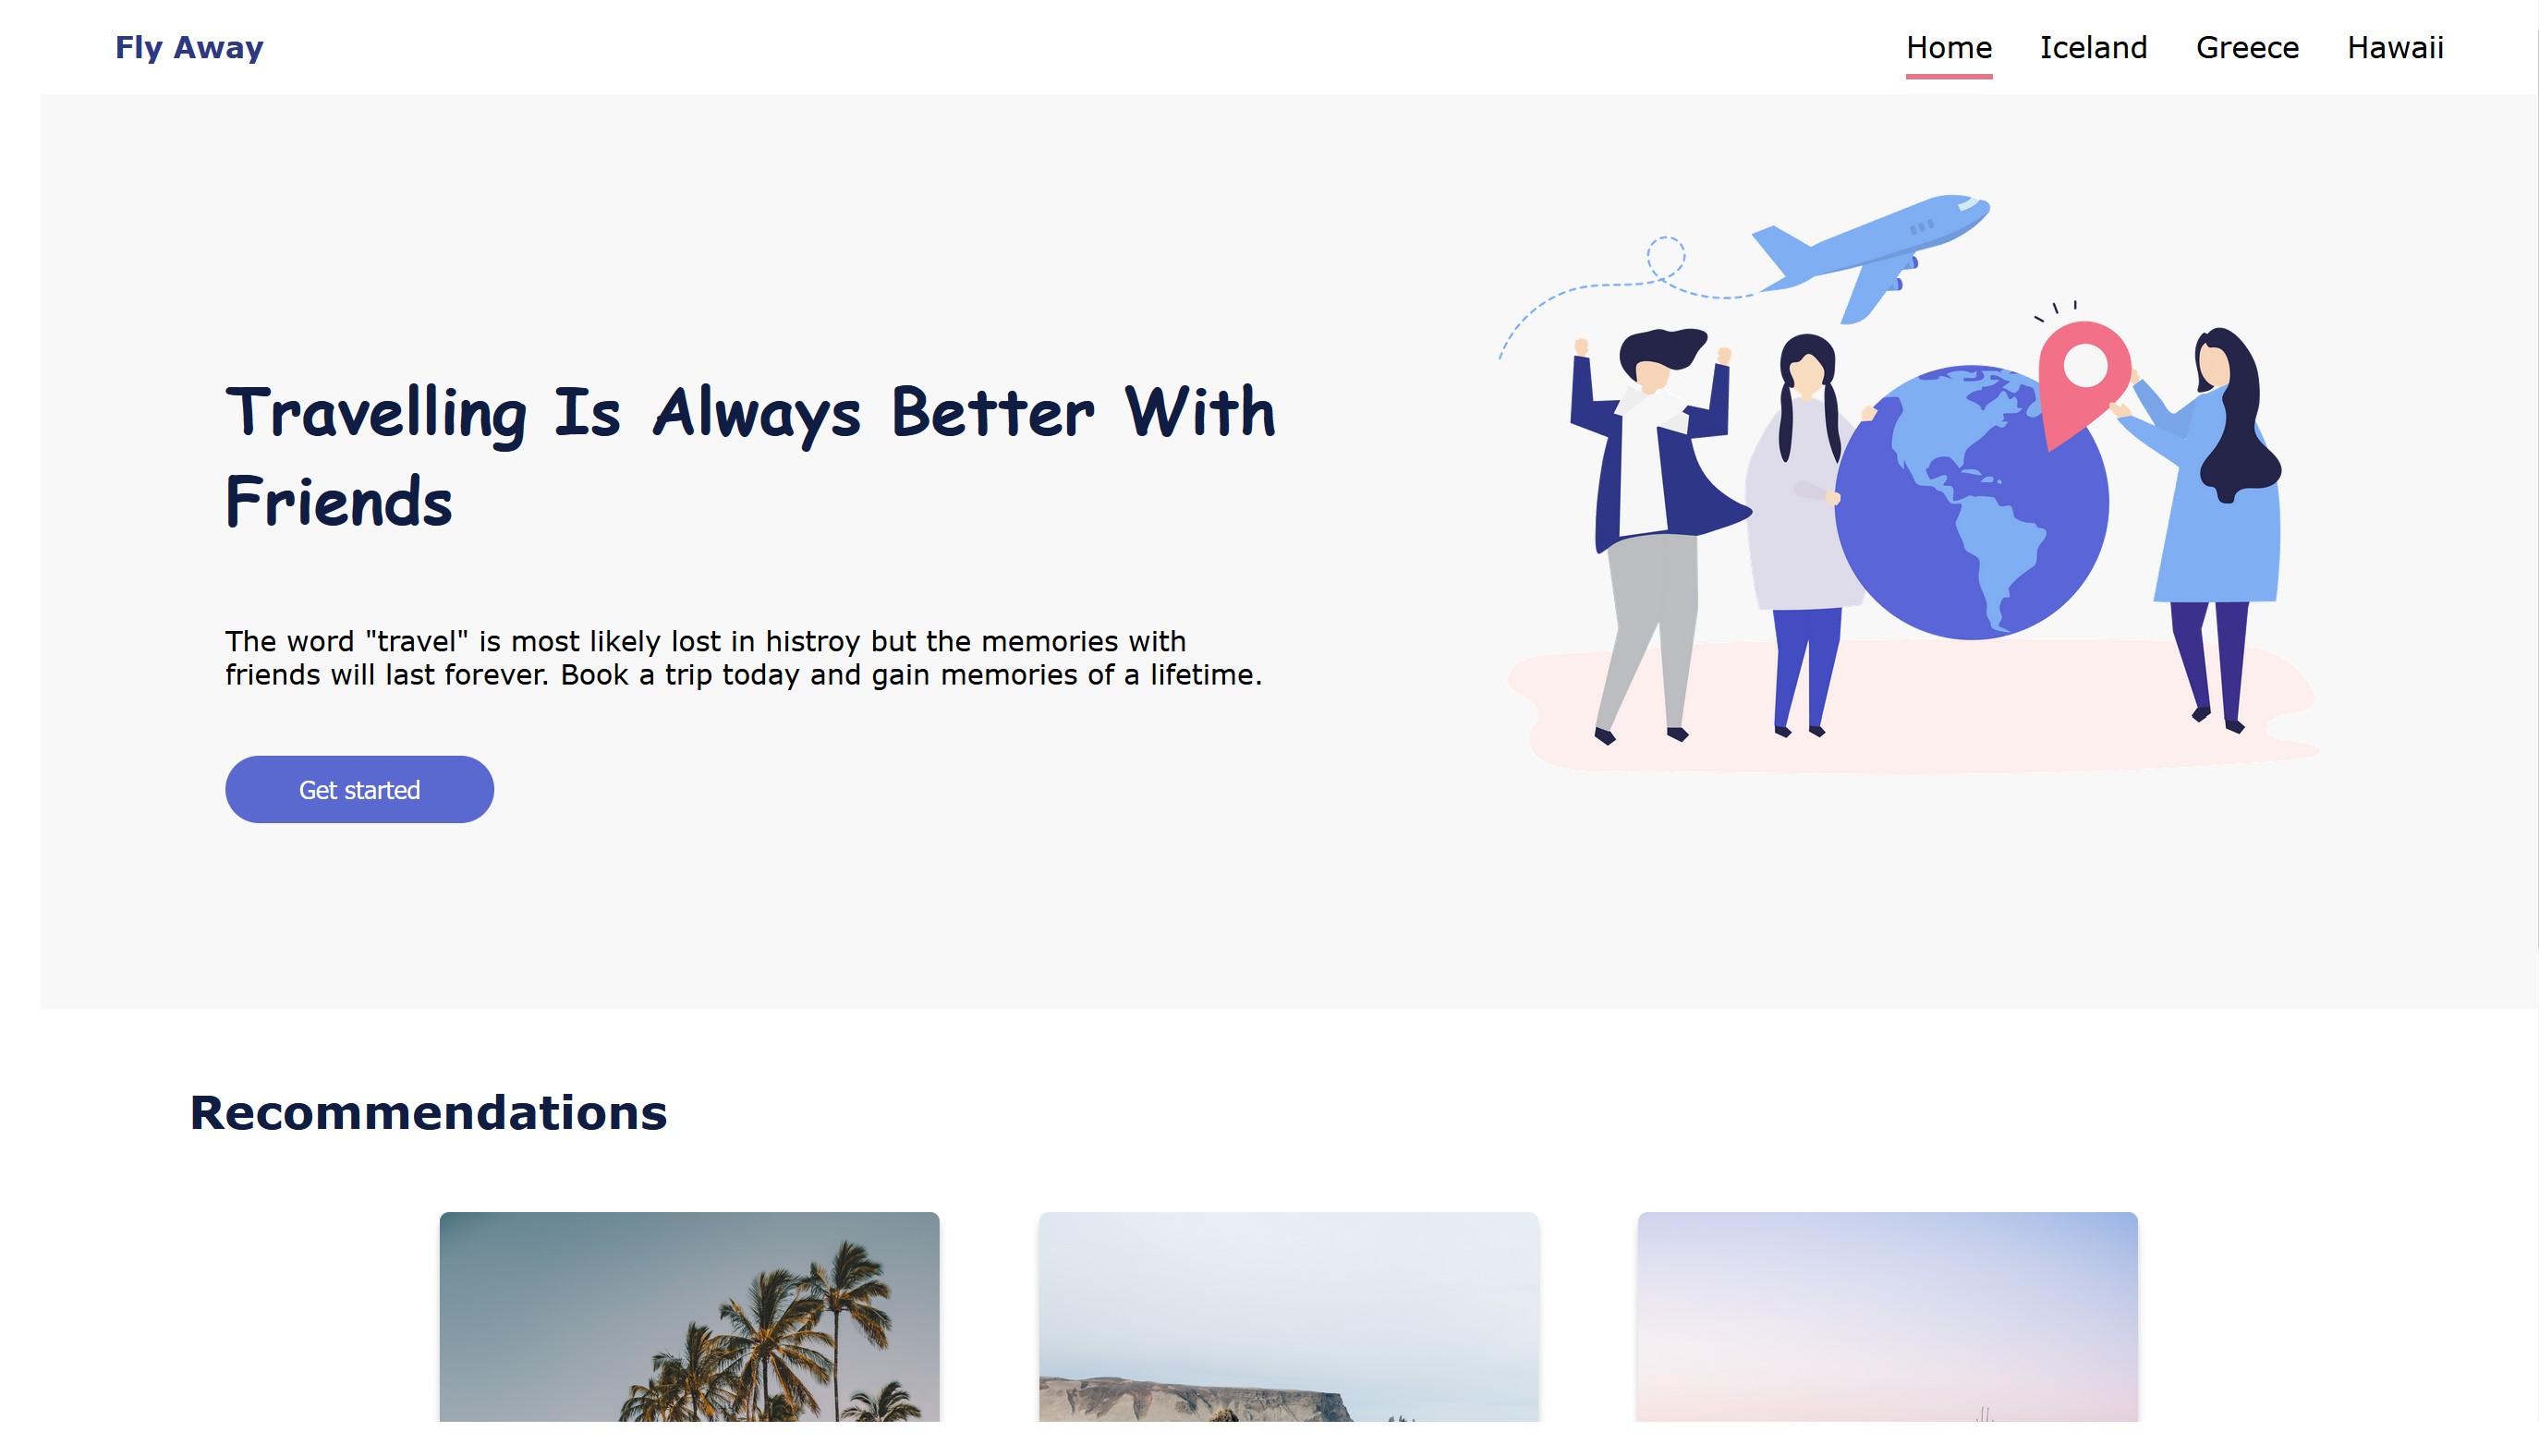 Fly Away
Home Iceland Greece Hawaii
Travelling Is Always Better With
Friends
The word "travel" is most likely lost in histroy but the memories with
friends will last forever. Book a trip today and gain memories of a lifetime.
Get started
Recommendations